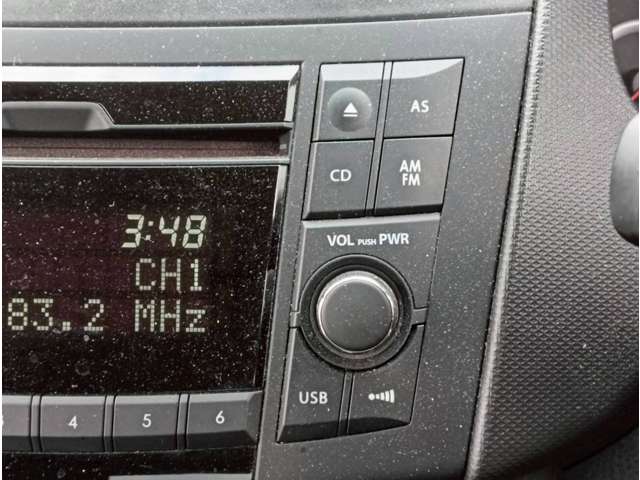 AS
CD
AM
FM
3:48
VOL PUSH PWR
CH1
83.2 MHz
USB
4 5 6